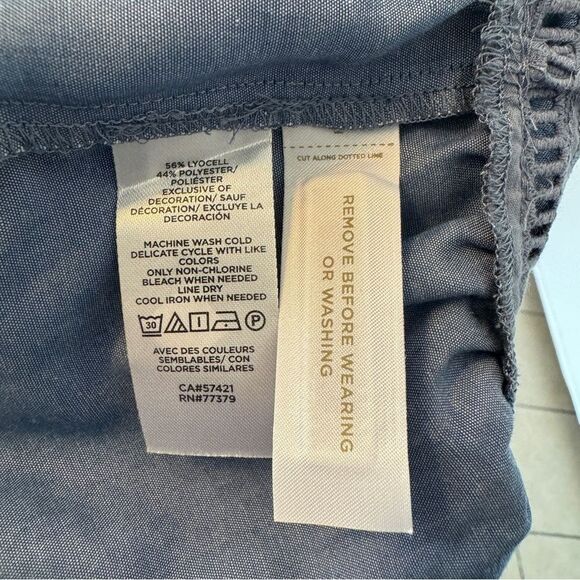 56% LYOCELL
44% POLYESTER/
POLIÉSTER
EXCLUSIVE OF
DECORATION/ SAUF
DÉCORATION/ EXCLUYE LA
DECORACIÓN
MACHINE WASH COLD
DELICATE CYCLE WITH LIKE
COLORS
ONLY NON-CHLORINE
BLEACH WHEN NEEDED
LINE DRY
COOL IRON WHEN NEEDED
30 P
AVEC DES COULEURS
SEMBLABLES/ CON
COLORES SIMILARES
CA#57421
RN#77379
CUT ALONG DOTTED LINE
REMOVE BEFORE WEARING
OR WASHING